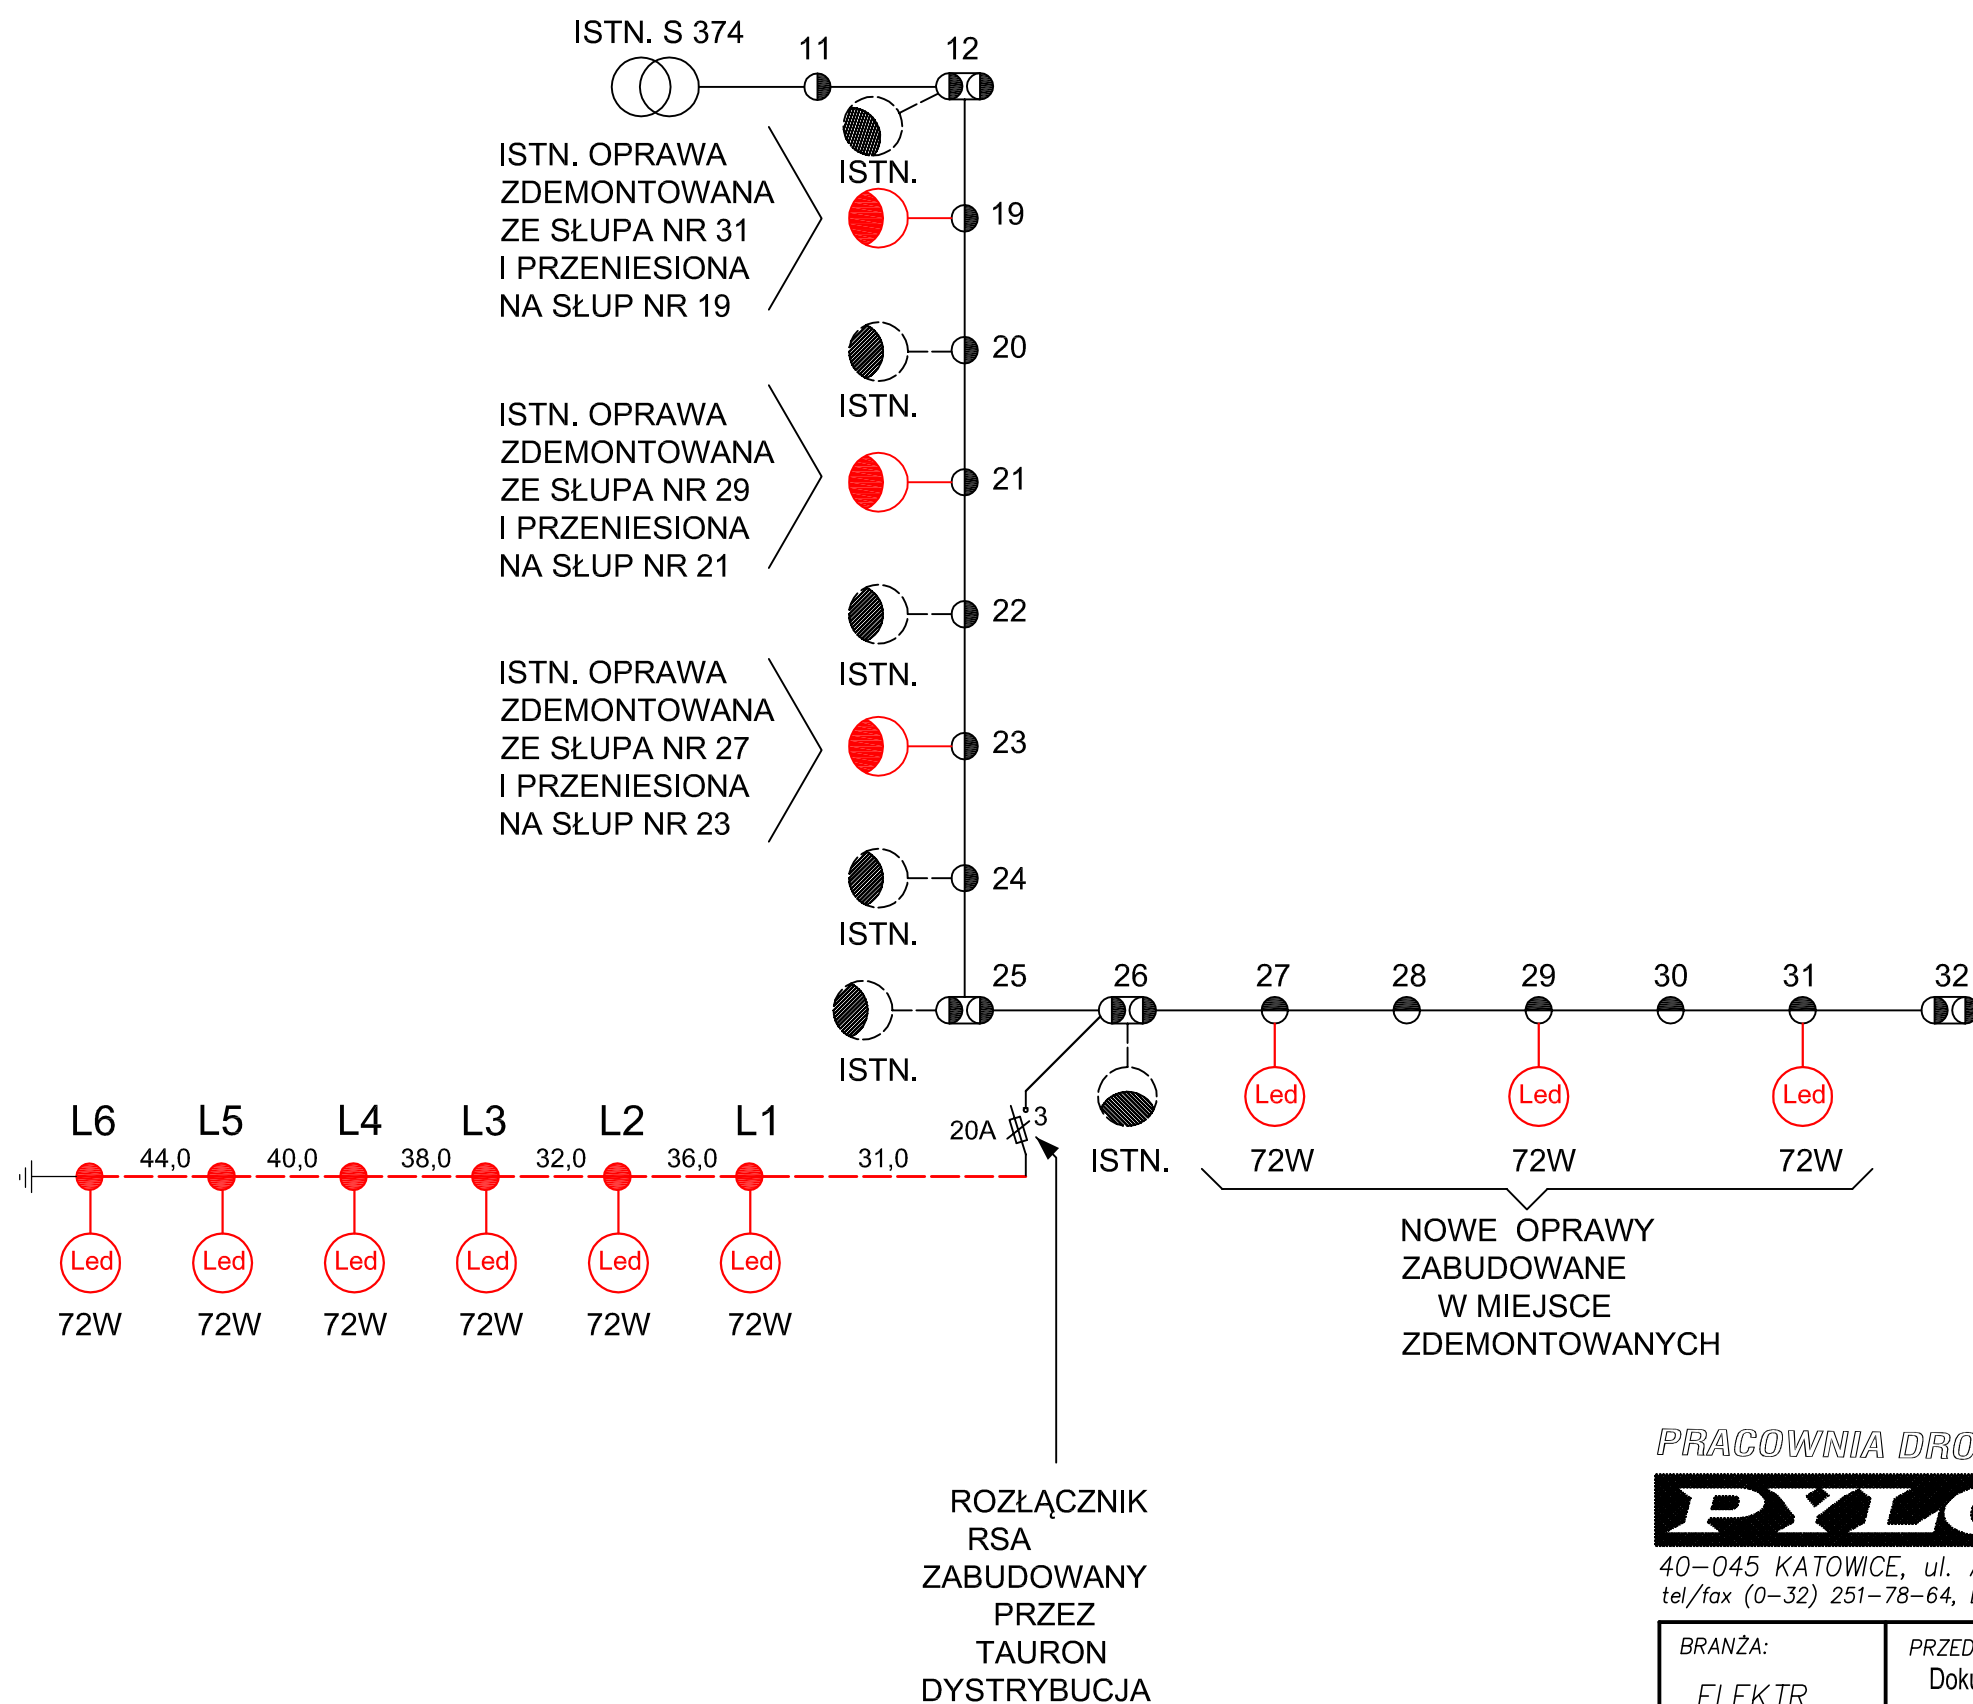 ISTN. S 374
11
12
ISTN. OPRAWA
ZDEMONTOWANA
ZE SŁUPA NR 31
I PRZENIESIONA
NA SŁUP NR 19
ISTN.
19
20
ISTN.
ISTN. OPRAWA
ZDEMONTOWANA
ZE SŁUPA NR 29
I PRZENIESIONA
NA SŁUP NR 21
21
22
ISTN.
ISTN. OPRAWA
ZDEMONTOWANA
ZE SŁUPA NR 27
I PRZENIESIONA
NA SŁUP NR 23
23
24
ISTN.
25
26
27
28
29
30
31
32
ISTN.
Led
Led
Led
ISTN.
72W
72W
72W
L6
L5
L4
L3
L2
L1
20A
3
44,0
40,0
38,0
32,0
36,0
31,0
Led
Led
Led
Led
Led
Led
72W
72W
72W
72W
72W
72W
NOWE OPRAWY
ZABUDOWANE
W MIEJSCE
ZDEMONTOWANYCH
ROZŁĄCZNIK
RSA
ZABUDOWANY
PRZEZ
TAURON
DYSTRYBUCJA
PRACOWNIA DRO
40-045 KATOWICE, ul.
tel/fax (0-32) 251-78-64,
BRANŻA:
PRZED
Doku
ELEKTR